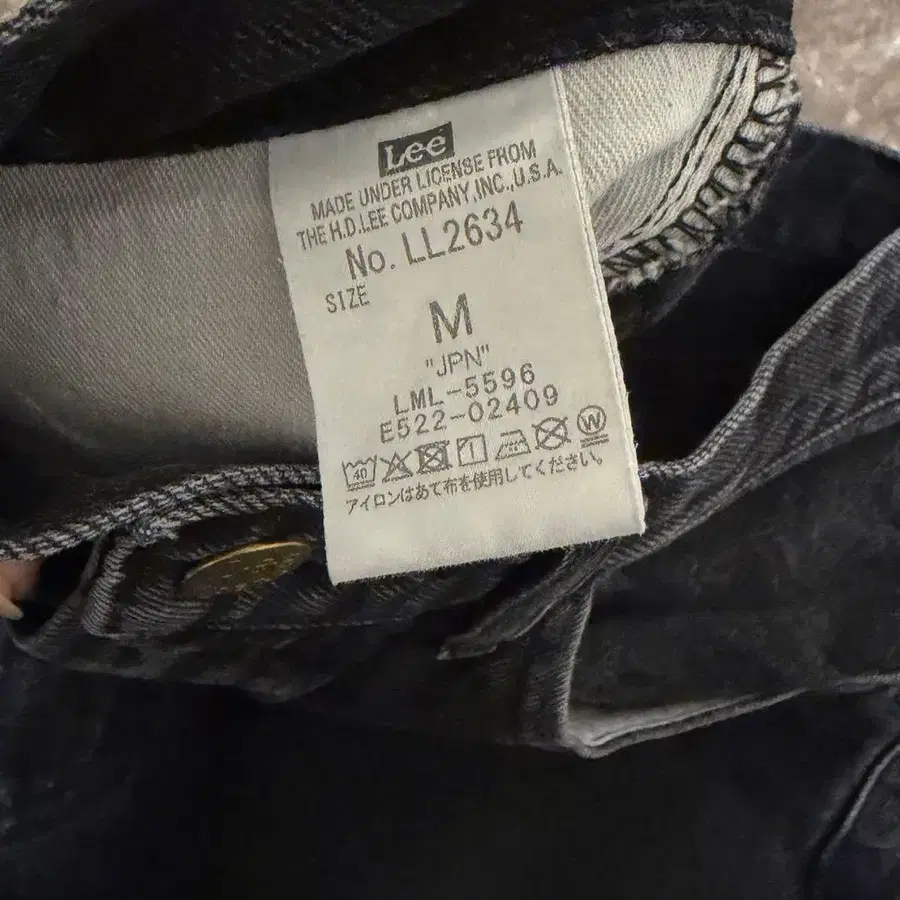 Lee
MADE UNDER LICENSE FROM
THE H.D.LEE COMPANY,INC.,U.S.A.
No. LL2634
SIZE
M
"JPN"
LML-5596
E522-02409
40 W
アイロンはあて布を使用してください。